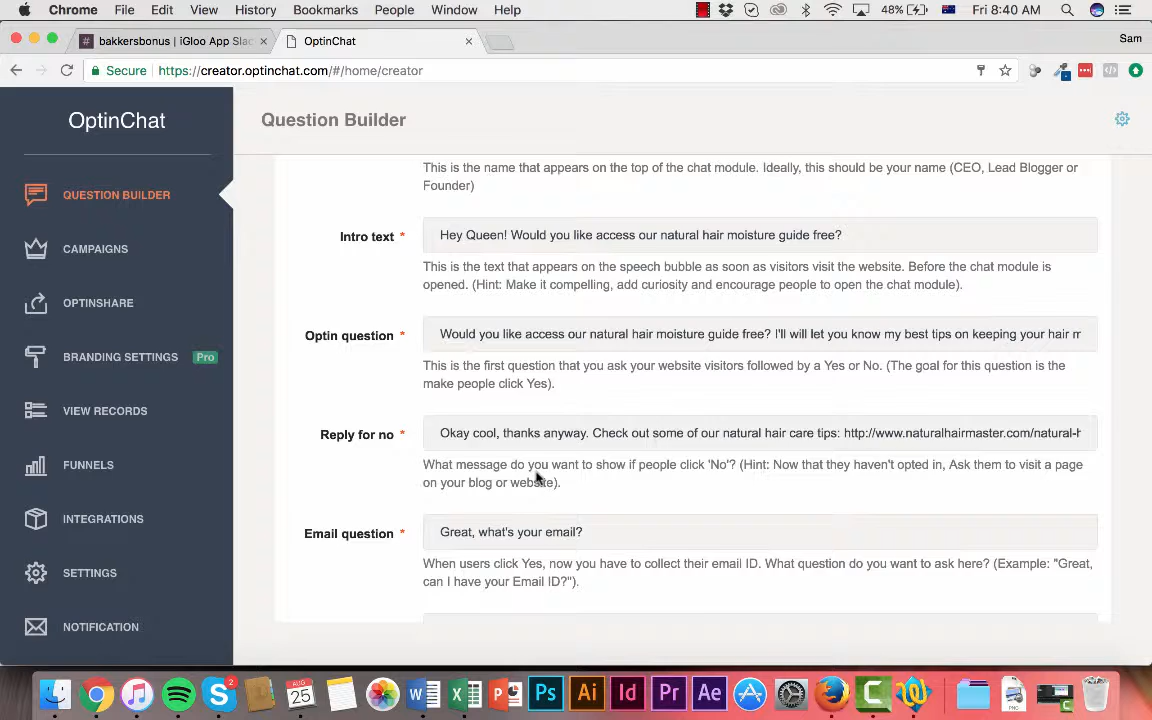 Chrome File Edit View History Bookmarks People Window Help 48% Fri 8:40 AM
bakkersbonus | iGloo App Slac × OptinChat × Sam
Secure https://creator.optinchat.com/#/home/creator
OptinChat
Question Builder
This is the name that appears on the top of the chat module. Ideally, this should be your name (CEO, Lead Blogger or
Founder)
QUESTION BUILDER
Intro text * Hey Queen! Would you like access our natural hair moisture guide free?
CAMPAIGNS
This is the text that appears on the speech bubble as soon as visitors visit the website. Before the chat module is
opened. (Hint: Make it compelling, add curiosity and encourage people to open the chat module).
OPTINSHARE
Optin question * Would you like access our natural hair moisture guide free? I'll will let you know my best tips on keeping your hair m
BRANDING SETTINGS Pro
This is the first question that you ask your website visitors followed by a Yes or No. (The goal for this question is the
make people click Yes).
VIEW RECORDS
Reply for no * Okay cool, thanks anyway. Check out some of our natural hair care tips: http://www.naturalhairmaster.com/natural-h
FUNNELS
What message do you want to show if people click 'No'? (Hint: Now that they haven't opted in, Ask them to visit a page
on your blog or website).
INTEGRATIONS
Email question * Great, what's your email?
When users click Yes, now you have to collect their email ID. What question do you want to ask here? (Example: "Great,
can I have your Email ID?").
SETTINGS
NOTIFICATION
2
AUG
25
Ps Ai Id Pr Ae